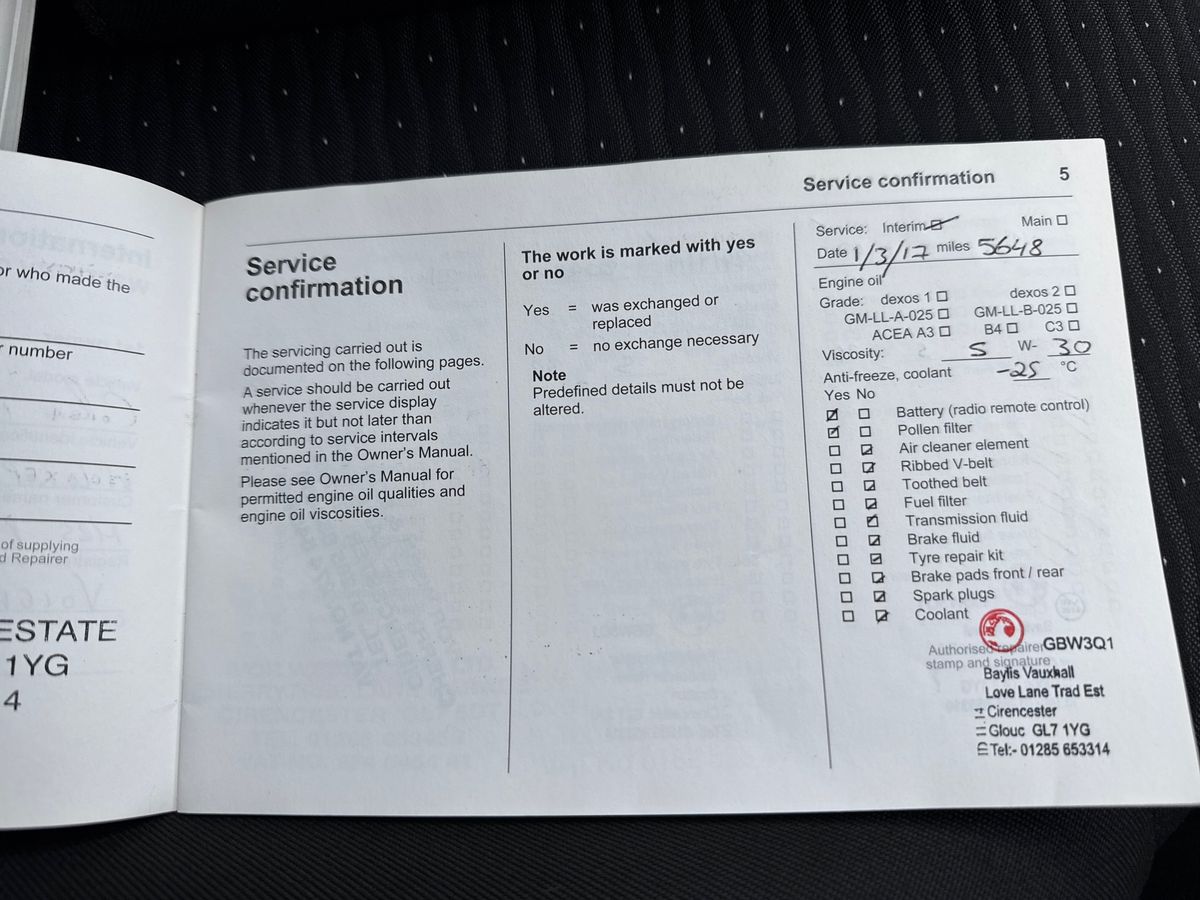 or who made the
r number
of supplying
d Repairer
ESTATE
1YG
4
Service confirmation 5
Service
confirmation
The servicing carried out is
documented on the following pages.
A service should be carried out
whenever the service display
indicates it but not later than
according to service intervals
mentioned in the Owner's Manual.
Please see Owner's Manual for
permitted engine oil qualities and
engine oil viscosities.
The work is marked with yes
or no
Yes = was exchanged or
replaced
No = no exchange necessary
Note
Predefined details must not be
altered.
Service: Interim ☑ Main ☐
Date 1/3/17 miles 5648
Engine oil
Grade: dexos 1 ☐ dexos 2 ☐
GM-LL-A-025 ☐ GM-LL-B-025 ☐
ACEA A3 ☐ B4 ☐ C3 ☐
Viscosity: 5 W- 30
Anti-freeze, coolant -25 °C
Yes No
☑ ☐ Battery (radio remote control)
☑ ☐ Pollen filter
☐ ☑ Air cleaner element
☐ ☑ Ribbed V-belt
☐ ☑ Toothed belt
☐ ☑ Fuel filter
☐ ☑ Transmission fluid
☐ ☑ Brake fluid
☐ ☑ Tyre repair kit
☐ ☑ Brake pads front / rear
☐ ☑ Spark plugs
☐ ☑ Coolant
Authorised repairer GBW3Q1
stamp and signature
Baylis Vauxhall
Love Lane Trad Est
Cirencester
Glouc GL7 1YG
Tel:- 01285 653314